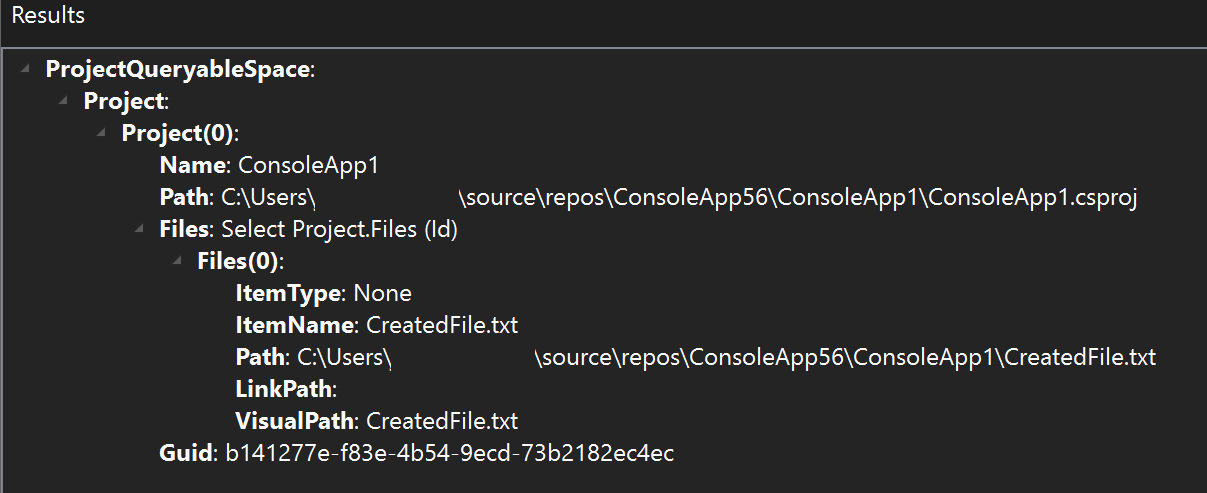 Results
ProjectQueryableSpace:
Project:
Project(0):
Name: ConsoleApp1
Path: C:\Users\ \source\repos\ConsoleApp56\ConsoleApp1\ConsoleApp1.csproj
Files: Select Project.Files (Id)
Files(0):
ItemType: None
ItemName: CreatedFile.txt
Path: C:\Users\ \source\repos\ConsoleApp56\ConsoleApp1\CreatedFile.txt
LinkPath:
VisualPath: CreatedFile.txt
Guid: b141277e-f83e-4b54-9ecd-73b2182ec4ec